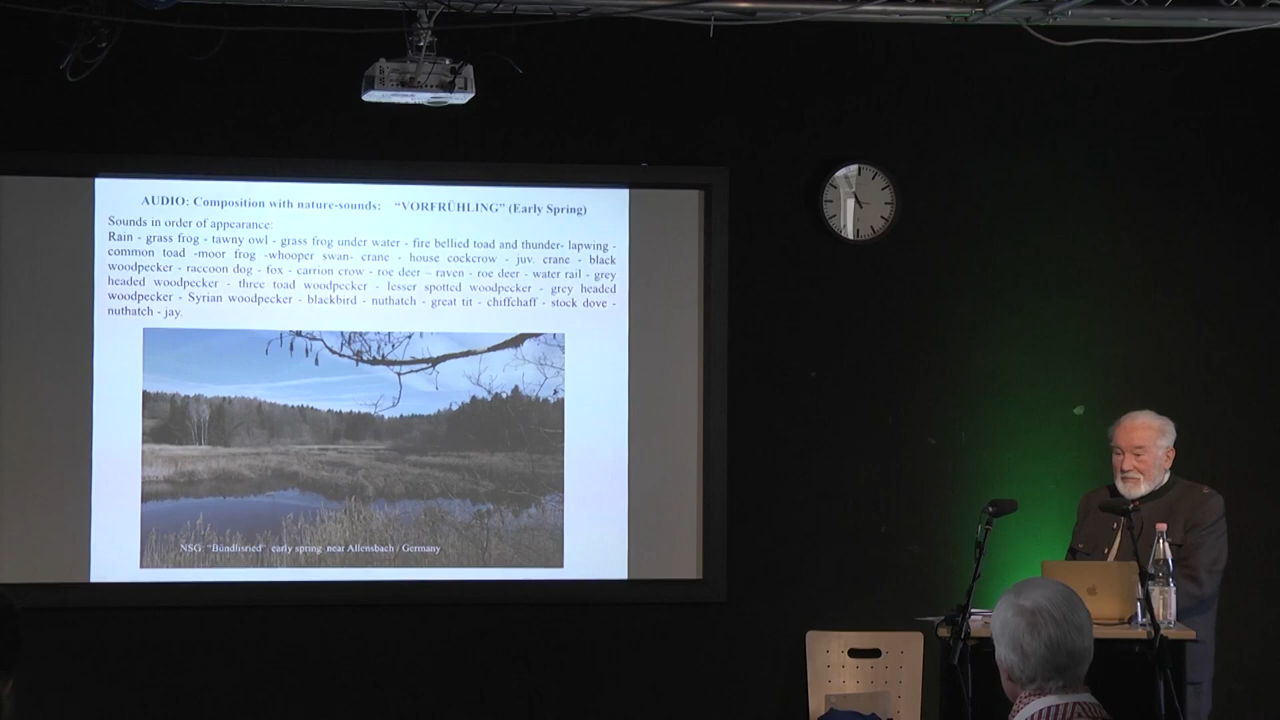 AUDIO: Composition with nature-sounds: “VORFRÜHLING” (Early Spring)
Sounds in order of appearance:
Rain - grass frog - tawny owl - grass frog under water - fire bellied toad and thunder- lapwing -
common toad -moor frog -whooper swan- crane - house cockcrow - juv. crane - black
woodpecker - raccoon dog - fox - carrion crow - roe deer – raven - roe deer - water rail - grey
headed woodpecker - three toad woodpecker - lesser spotted woodpecker - grey headed
woodpecker - Syrian woodpecker - blackbird - nuthatch - great tit - chiffchaff - stock dove -
nuthatch - jay.
NSG "Bündlisried" early spring near Allensbach / Germany